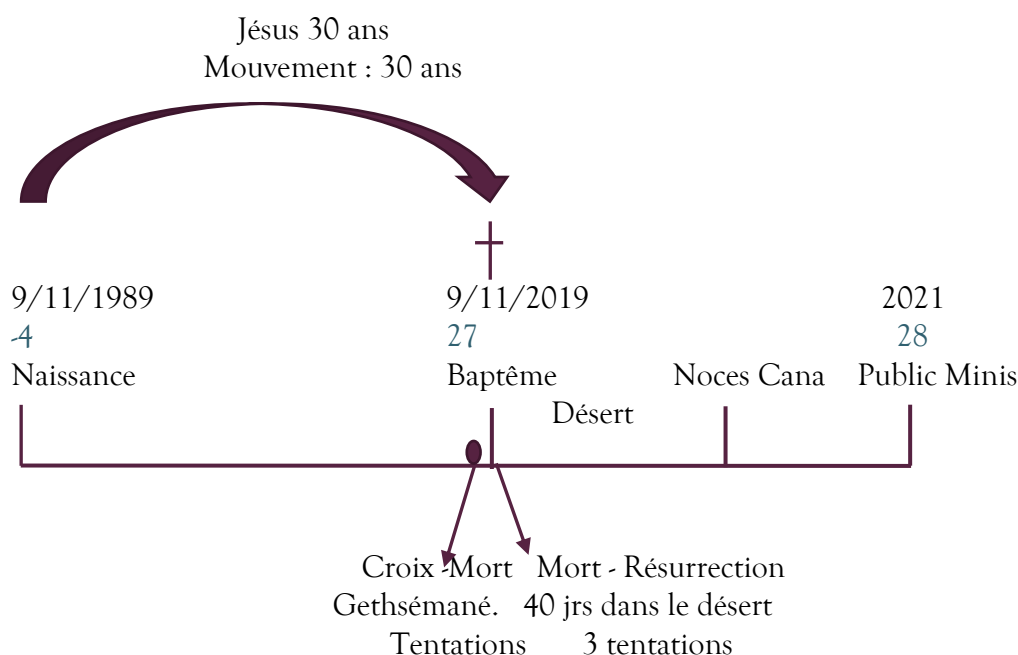 Jésus 30 ans
Mouvement : 30 ans
9/11/1989 9/11/2019 2021
-4 27 28
Naissance Baptême Noces Cana Public Minis
Désert
Croix -Mort Mort - Résurrection
Gethsémané. 40 jrs dans le désert
Tentations 3 tentations